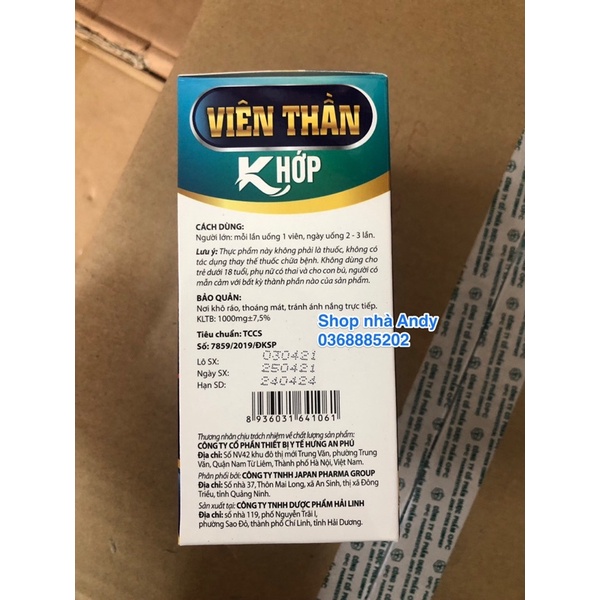 VIÊN THẦN
KHỚP
CÁCH DÙNG:
Người lớn: mỗi lần uống 1 viên, ngày uống 2 - 3 lần.
Lưu ý: Thực phẩm này không phải là thuốc, không có
tác dụng thay thế thuốc chữa bệnh. Không dùng cho
trẻ dưới 18 tuổi, phụ nữ có thai và cho con bú, người có
mẫn cảm với bất kỳ thành phần nào của sản phẩm.
BẢO QUẢN:
Nơi khô ráo, thoáng mát, tránh ánh nắng trực tiếp.
KLTB: 1000mg±7,5%
Shop nhà Andy
0368885202
Tiêu chuẩn: TCCS
Số: 7859/2019/ĐKSP
Lô SX: 030421
Ngày SX: 250421
Hạn SD: 240424
8 936031 641061
Thương nhân chịu trách nhiệm về chất lượng sản phẩm:
CÔNG TY CỔ PHẦN THIẾT BỊ Y TẾ HƯNG AN PHÚ
Địa chỉ: Số NV42 khu đô thị mới Trung Văn, phường Trung
Văn, Quận Nam Từ Liêm, Thành phố Hà Nội, Việt Nam.
Phân phối bởi: CÔNG TY TNHH JAPAN PHARMA GROUP
Địa chỉ: Số nhà 37, Thôn Mai Long, xã An Sinh, thị xã Đông
Triều, tỉnh Quảng Ninh.
Sản xuất tại: CÔNG TY TNHH DƯỢC PHẨM HẢI LINH
Địa chỉ: số nhà 119, phố Nguyễn Trãi I,
phường Sao Đỏ, thành phố Chí Linh, tỉnh Hải Dương.